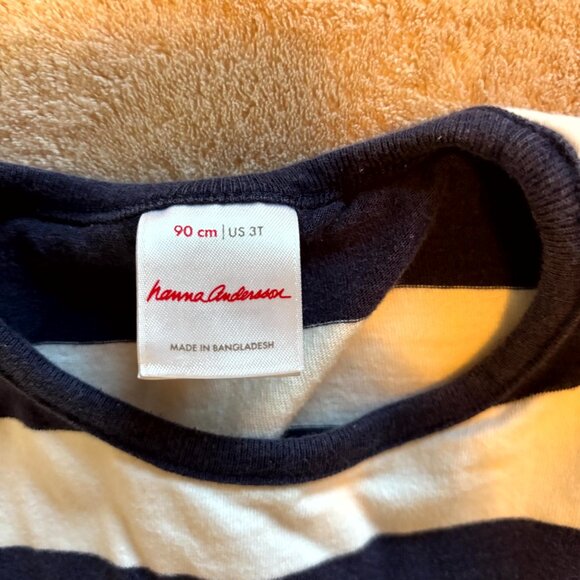 90 cm | US 3T
hanna andersson
MADE IN BANGLADESH